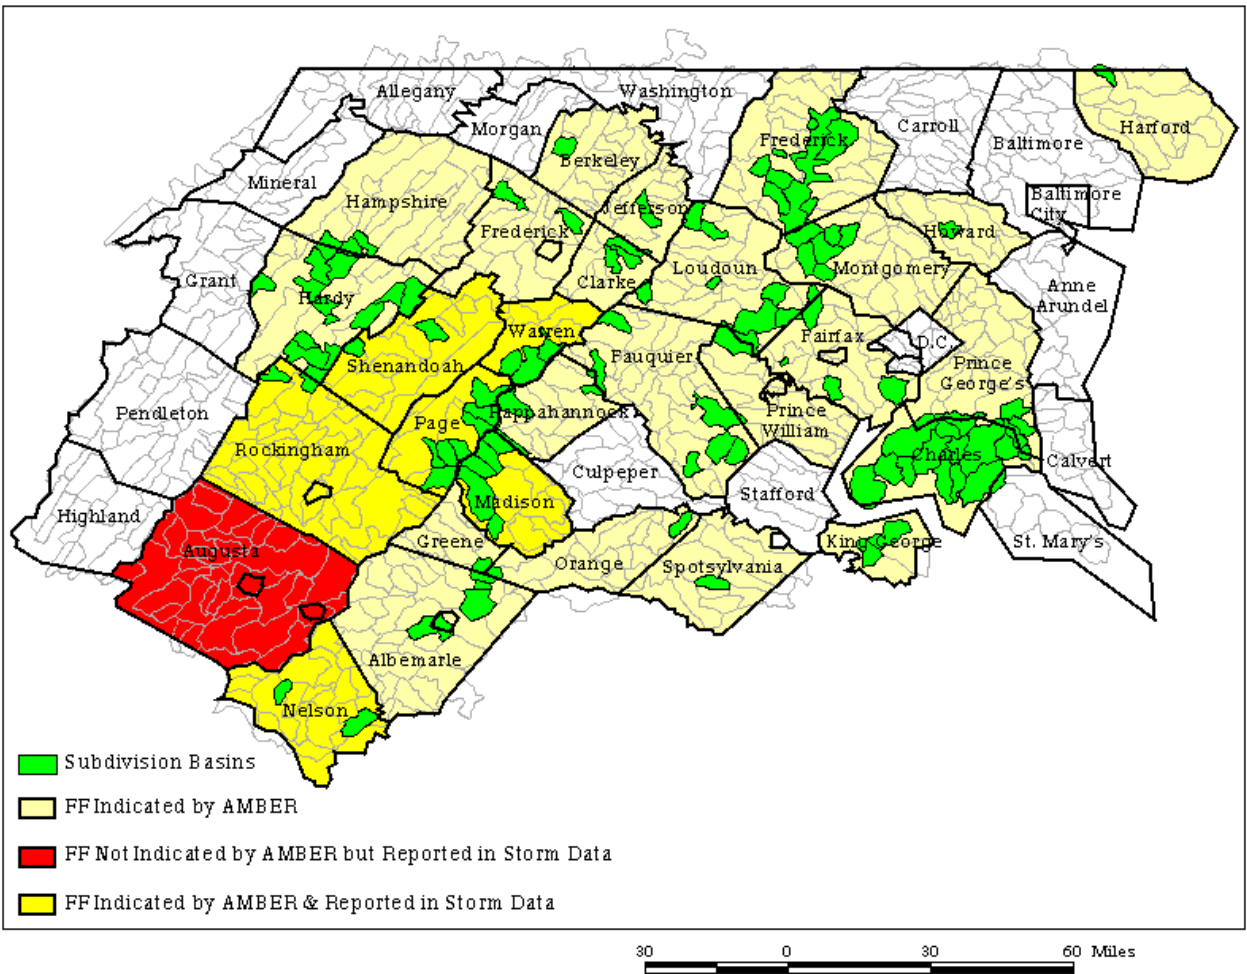 Allegany
Washington
Morgan
Carroll
Harford
Frederick
Baltimore
Berkeley
Mineral
Baltimore
City
Hampshire
Jefferson
Frederick
Howard
Grant
Clarke
Loudoun
Montgomery
Hardy
Anne
Arundel
Warren
Fairfax
D.C.
Shenandoah
Fauquier
Prince
George's
Pendleton
Page
Rappahannock
Prince
William
Rockingham
Culpeper
Charles
Calvert
Stafford
Madison
Highland
Augusta
Greene
King George
St. Mary's
Orange
Spotsylvania
Albemarle
Nelson
Subdivision Basins
FF Indicated by AMBER
FF Not Indicated by AMBER but Reported in Storm Data
FF Indicated by AMBER & Reported in Storm Data
30 0 30 60 Miles